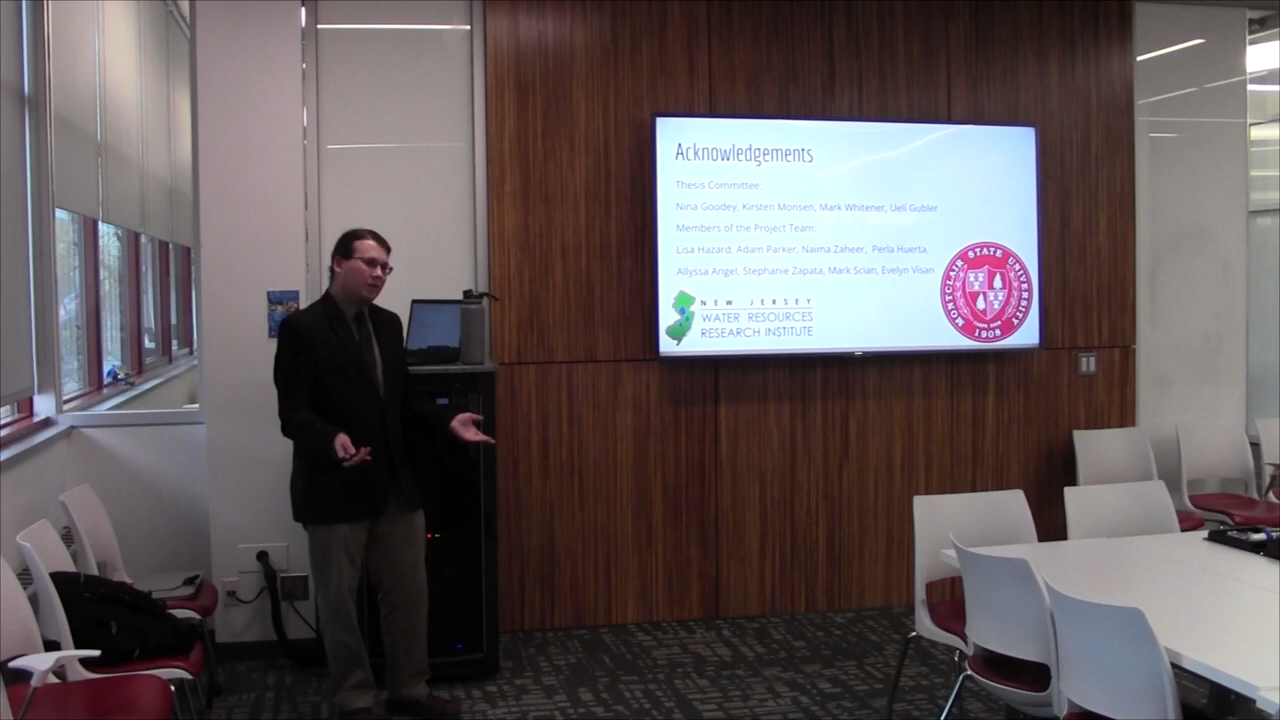 Acknowledgements
Thesis Committee:
Nina Goodey, Kirsten Monsen, Mark Whitener, Ueli Gubler
Members of the Project Team:
Lisa Hazard, Adam Parker, Naima Zaheer, Perla Huerta,
Allyssa Angel, Stephanie Zapata, Mark Scian, Evelyn Visan
NEW JERSEY
WATER RESOURCES
RESEARCH INSTITUTE
MONTCLAIR STATE UNIVERSITY
1908